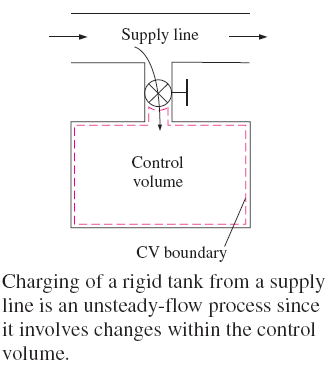 Supply line
Control
volume
CV boundary
Charging of a rigid tank from a supply
line is an unsteady-flow process since
it involves changes within the control
volume.